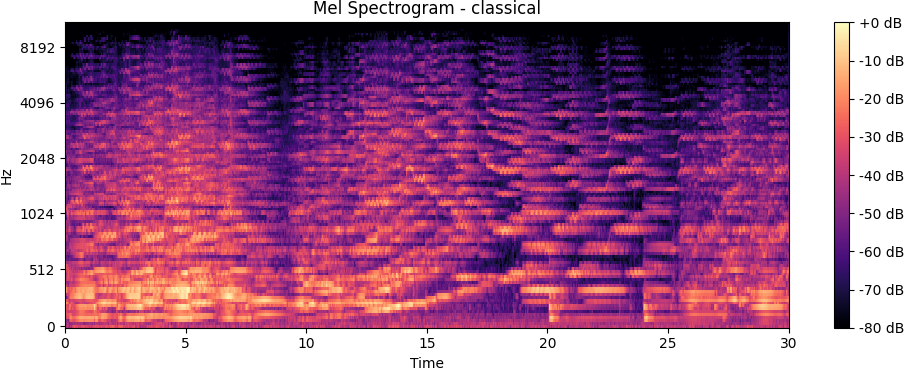 Mel Spectrogram - classical
Hz
8192
4096
2048
1024
512
0
0 5 10 15 20 25 30
Time
+0 dB
-10 dB
-20 dB
-30 dB
-40 dB
-50 dB
-60 dB
-70 dB
-80 dB